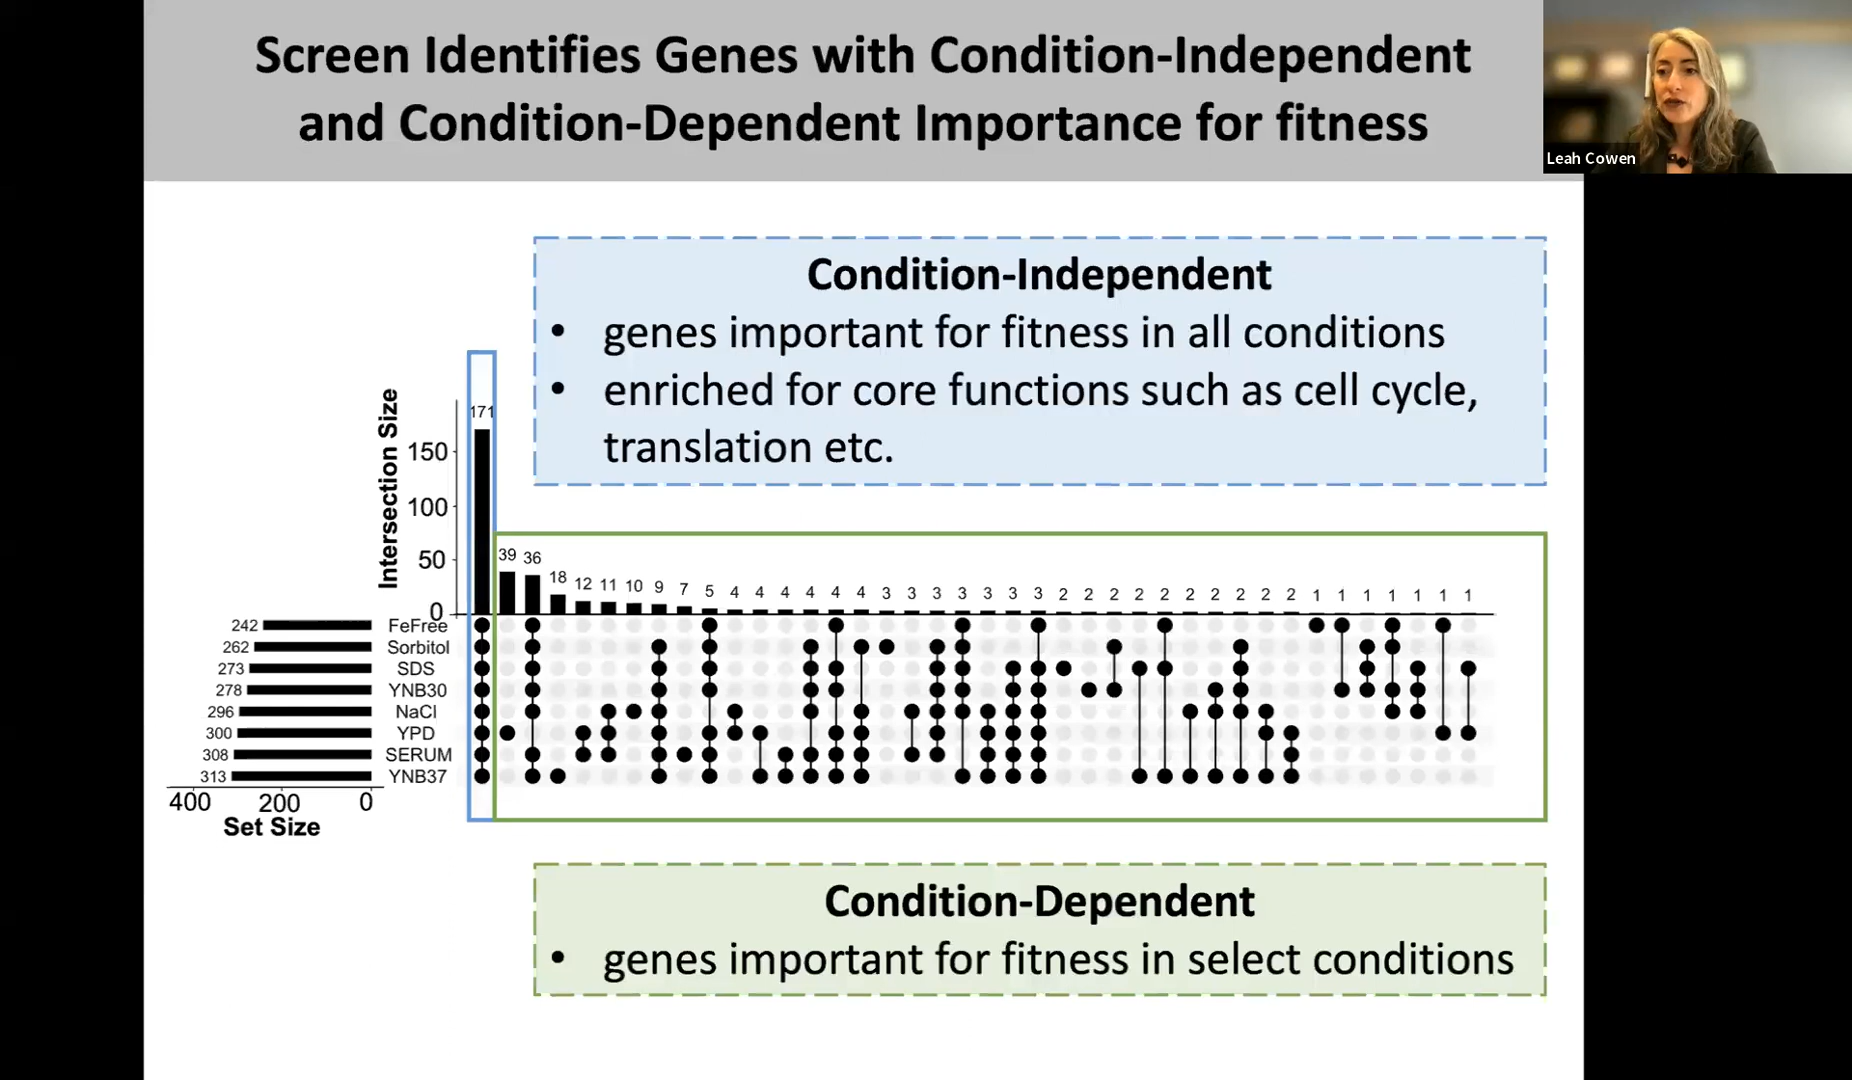 Screen Identifies Genes with Condition-Independent
and Condition-Dependent Importance for fitness
Leah Cowen
Condition-Independent
• genes important for fitness in all conditions
• enriched for core functions such as cell cycle,
translation etc.
Intersection Size
150
100
50
0
171 39 36 18 12 11 10 9 7 5 4 4 4 4 4 4 3 3 3 3 3 3 3 2 2 2 2 2 2 2 2 2 2 1 1 1 1 1 1 1
242 FeFree
262 Sorbitol
273 SDS
278 YNB30
296 NaCl
300 YPD
308 SERUM
313 YNB37
400 200 0
Set Size
Condition-Dependent
• genes important for fitness in select conditions